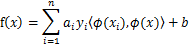 f(x) = ∑_{i=1}^{n} a_i y_i ⟨ϕ(x_i), ϕ(x)⟩ + b